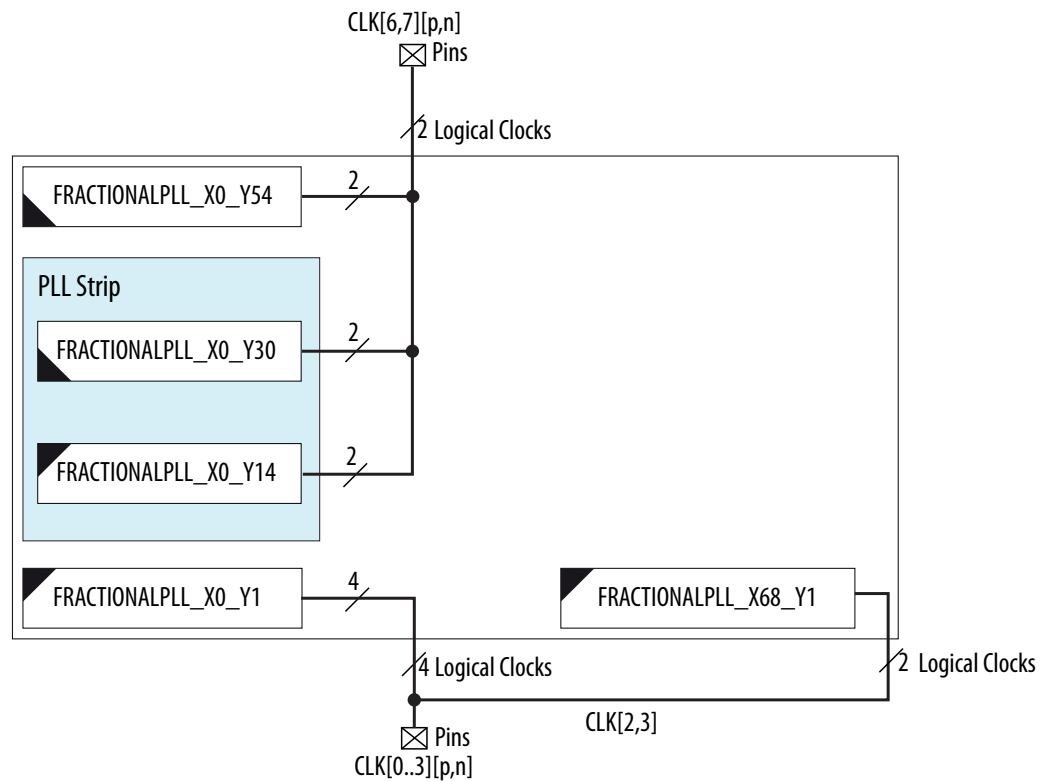 CLK[6,7][p,n]
Pins
2 Logical Clocks
FRACTIONALPLL_X0_Y54
2
PLL Strip
FRACTIONALPLL_X0_Y30
2
FRACTIONALPLL_X0_Y14
2
FRACTIONALPLL_X0_Y1
4
FRACTIONALPLL_X68_Y1
4 Logical Clocks
2 Logical Clocks
CLK[2,3]
Pins
CLK[0..3][p,n]